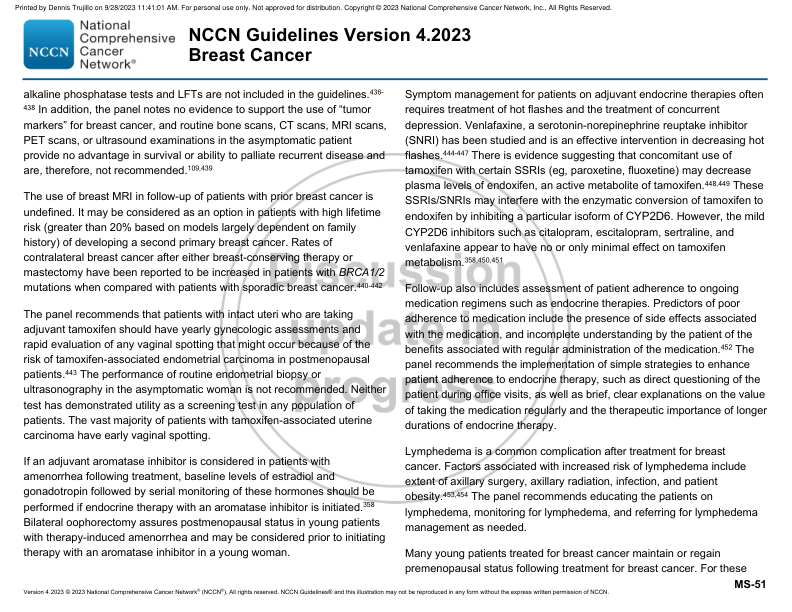 Printed by Dennis Trujillo on 9/28/2023 11:41:01 AM. For personal use only. Not approved for distribution. Copyright © 2023 National Comprehensive Cancer Network, Inc., All Rights Reserved.
NCCN
National
Comprehensive
Cancer
Network®
NCCN Guidelines Version 4.2023
Breast Cancer
alkaline phosphatase tests and LFTs are not included in the guidelines.436-
438 In addition, the panel notes no evidence to support the use of “tumor
markers” for breast cancer, and routine bone scans, CT scans, MRI scans,
PET scans, or ultrasound examinations in the asymptomatic patient
provide no advantage in survival or ability to palliate recurrent disease and
are, therefore, not recommended.109,439
The use of breast MRI in follow-up of patients with prior breast cancer is
undefined. It may be considered as an option in patients with high lifetime
risk (greater than 20% based on models largely dependent on family
history) of developing a second primary breast cancer. Rates of
contralateral breast cancer after either breast-conserving therapy or
mastectomy have been reported to be increased in patients with BRCA1/2
mutations when compared with patients with sporadic breast cancer.440-442
The panel recommends that patients with intact uteri who are taking
adjuvant tamoxifen should have yearly gynecologic assessments and
rapid evaluation of any vaginal spotting that might occur because of the
risk of tamoxifen-associated endometrial carcinoma in postmenopausal
patients.443 The performance of routine endometrial biopsy or
ultrasonography in the asymptomatic woman is not recommended. Neither
test has demonstrated utility as a screening test in any population of
patients. The vast majority of patients with tamoxifen-associated uterine
carcinoma have early vaginal spotting.
If an adjuvant aromatase inhibitor is considered in patients with
amenorrhea following treatment, baseline levels of estradiol and
gonadotropin followed by serial monitoring of these hormones should be
performed if endocrine therapy with an aromatase inhibitor is initiated.358
Bilateral oophorectomy assures postmenopausal status in young patients
with therapy-induced amenorrhea and may be considered prior to initiating
therapy with an aromatase inhibitor in a young woman.
Symptom management for patients on adjuvant endocrine therapies often
requires treatment of hot flashes and the treatment of concurrent
depression. Venlafaxine, a serotonin-norepinephrine reuptake inhibitor
(SNRI) has been studied and is an effective intervention in decreasing hot
flashes.444-447 There is evidence suggesting that concomitant use of
tamoxifen with certain SSRIs (eg, paroxetine, fluoxetine) may decrease
plasma levels of endoxifen, an active metabolite of tamoxifen.448,449 These
SSRIs/SNRIs may interfere with the enzymatic conversion of tamoxifen to
endoxifen by inhibiting a particular isoform of CYP2D6. However, the mild
CYP2D6 inhibitors such as citalopram, escitalopram, sertraline, and
venlafaxine appear to have no or only minimal effect on tamoxifen
metabolism.358,450,451
Follow-up also includes assessment of patient adherence to ongoing
medication regimens such as endocrine therapies. Predictors of poor
adherence to medication include the presence of side effects associated
with the medication, and incomplete understanding by the patient of the
benefits associated with regular administration of the medication.452 The
panel recommends the implementation of simple strategies to enhance
patient adherence to endocrine therapy, such as direct questioning of the
patient during office visits, as well as brief, clear explanations on the value
of taking the medication regularly and the therapeutic importance of longer
durations of endocrine therapy.
Lymphedema is a common complication after treatment for breast
cancer. Factors associated with increased risk of lymphedema include
extent of axillary surgery, axillary radiation, infection, and patient
obesity.453,454 The panel recommends educating the patients on
lymphedema, monitoring for lymphedema, and referring for lymphedema
management as needed.
Many young patients treated for breast cancer maintain or regain
premenopausal status following treatment for breast cancer. For these
Discussion
update in
progress
MS-51
Version 4.2023 © 2023 National Comprehensive Cancer Network® (NCCN®), All rights reserved. NCCN Guidelines® and this illustration may not be reproduced in any form without the express written permission of NCCN.